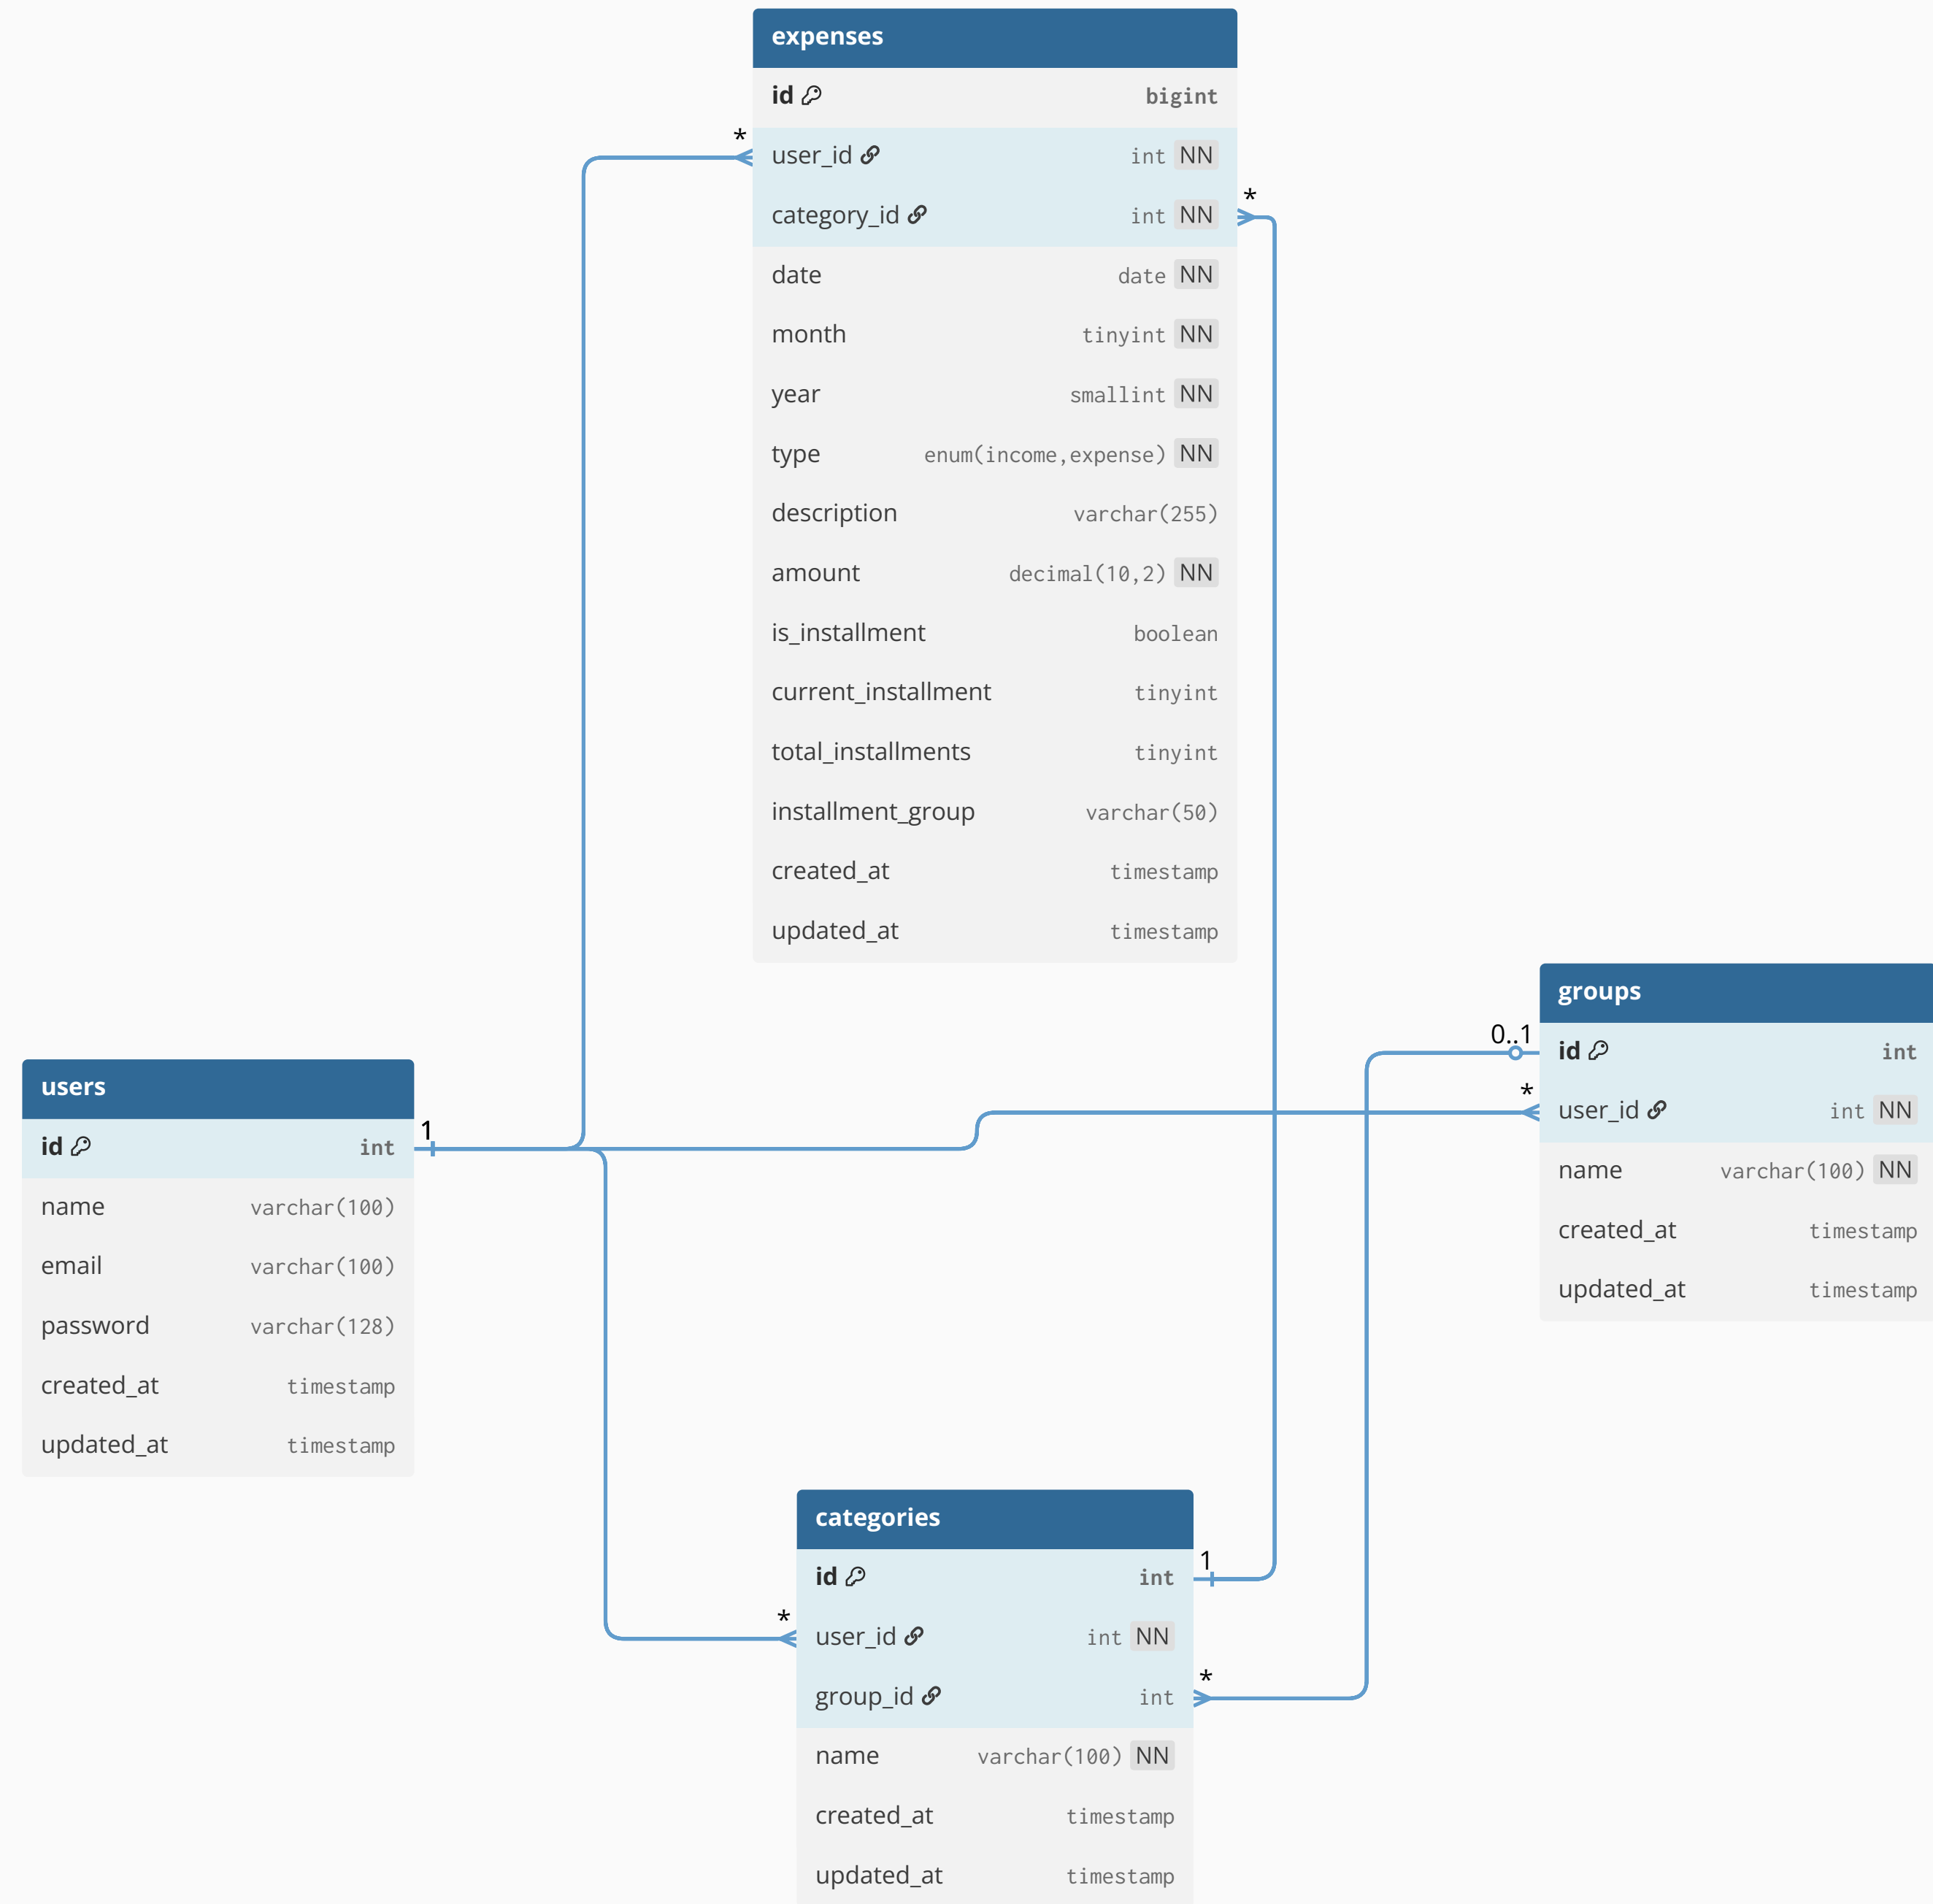 expenses
id bigint
* user_id int NN
category_id int NN *
date date NN
month tinyint NN
year smallint NN
type enum(income,expense) NN
description varchar(255)
amount decimal(10,2) NN
is_installment boolean
current_installment tinyint
total_installments tinyint
installment_group varchar(50)
created_at timestamp
updated_at timestamp
groups
0..1 id int
* user_id int NN
name varchar(100) NN
created_at timestamp
updated_at timestamp
users
id int 1
name varchar(100)
email varchar(100)
password varchar(128)
created_at timestamp
updated_at timestamp
categories
id int 1
* user_id int NN
group_id int *
name varchar(100) NN
created_at timestamp
updated_at timestamp